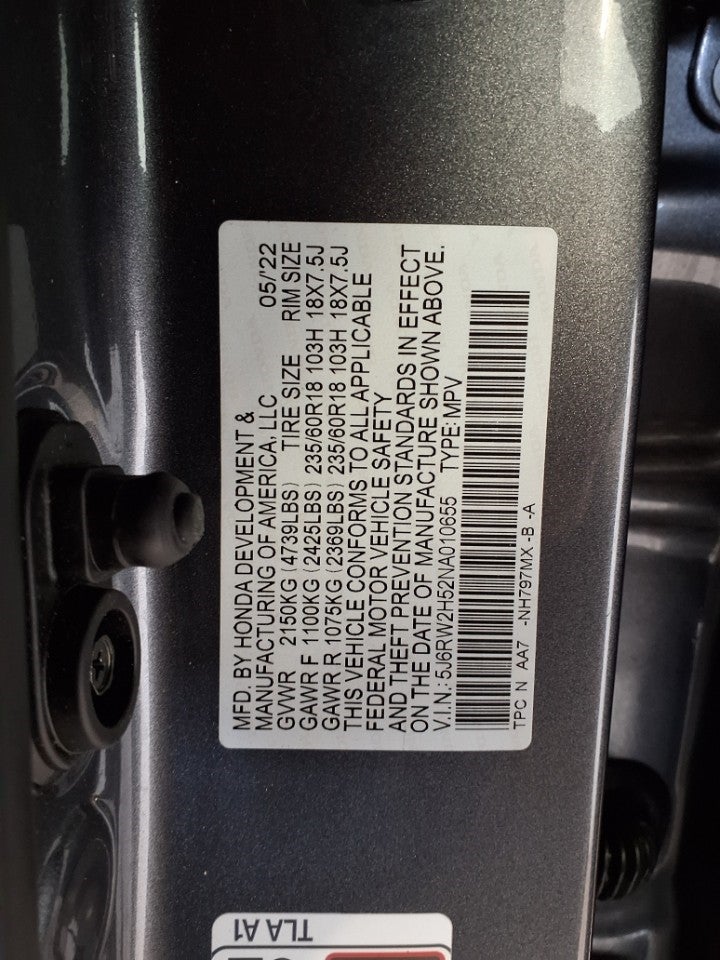 MFD. BY HONDA DEVELOPMENT &
MANUFACTURING OF AMERICA, LLC 05/'22
GVWR 2150KG (4739LBS) TIRE SIZE RIM SIZE
GAWR F 1100KG (2425LBS) 235/60R18 103H 18X7.5J
GAWR R 1075KG (2369LBS) 235/60R18 103H 18X7.5J
THIS VEHICLE CONFORMS TO ALL APPLICABLE
FEDERAL MOTOR VEHICLE SAFETY
AND THEFT PREVENTION STANDARDS IN EFFECT
ON THE DATE OF MANUFACTURE SHOWN ABOVE.
V.I.N.: 5J6RW2H52NA010655 TYPE: MPV
TPC N AA7 -NH797MX -B -A
TLA A1